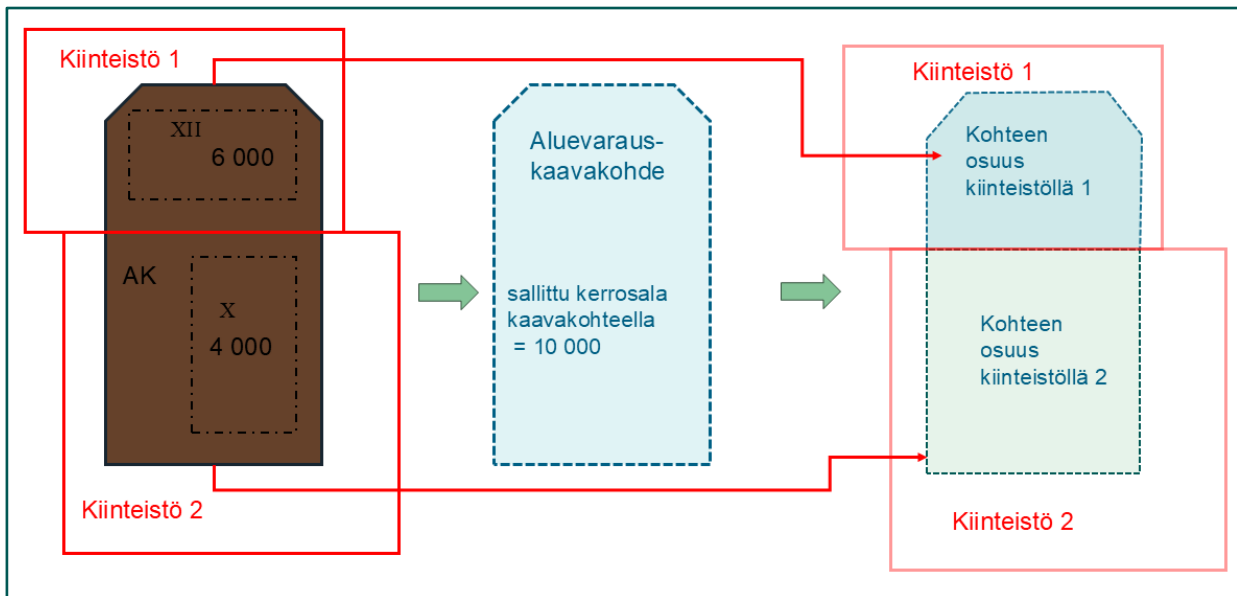 Kiinteistö 1
XII
6 000
AK
X
4 000
Kiinteistö 2
Aluevaraus-
kaavakohde
sallittu kerrosala
kaavakohteella
= 10 000
Kiinteistö 1
Kohteen
osuus
kiinteistöllä 1
Kohteen
osuus
kiinteistöllä 2
Kiinteistö 2